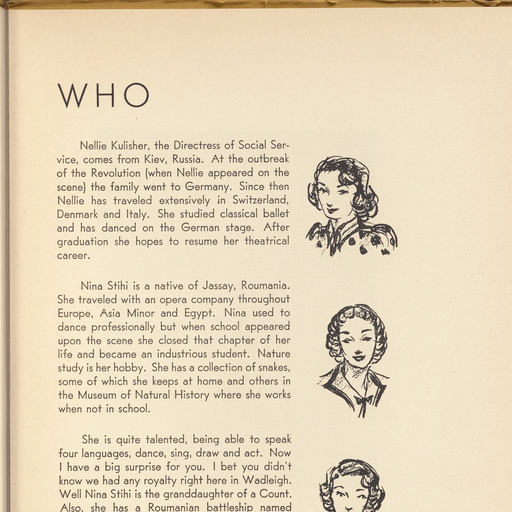 WHO
Nellie Kulisher, the Directress of Social Ser-
vice, comes from Kiev, Russia. At the outbreak
of the Revolution (when Nellie appeared on the
scene) the family went to Germany. Since then
Nellie has traveled extensively in Switzerland,
Denmark and Italy. She studied classical ballet
and has danced on the German stage. After
graduation she hopes to resume her theatrical
career.
Nina Stihi is a native of Jassay, Roumania.
She traveled with an opera company throughout
Europe, Asia Minor and Egypt. Nina used to
dance professionally but when school appeared
upon the scene she closed that chapter of her
life and became an industrious student. Nature
study is her hobby. She has a collection of snakes,
some of which she keeps at home and others in
the Museum of Natural History where she works
when not in school.
She is quite talented, being able to speak
four languages, dance, sing, draw and act. Now
I have a big surprise for you. I bet you didn't
know we had any royalty right here in Wadleigh.
Well Nina Stihi is the granddaughter of a Count.
Also, she has a Roumanian battleship named